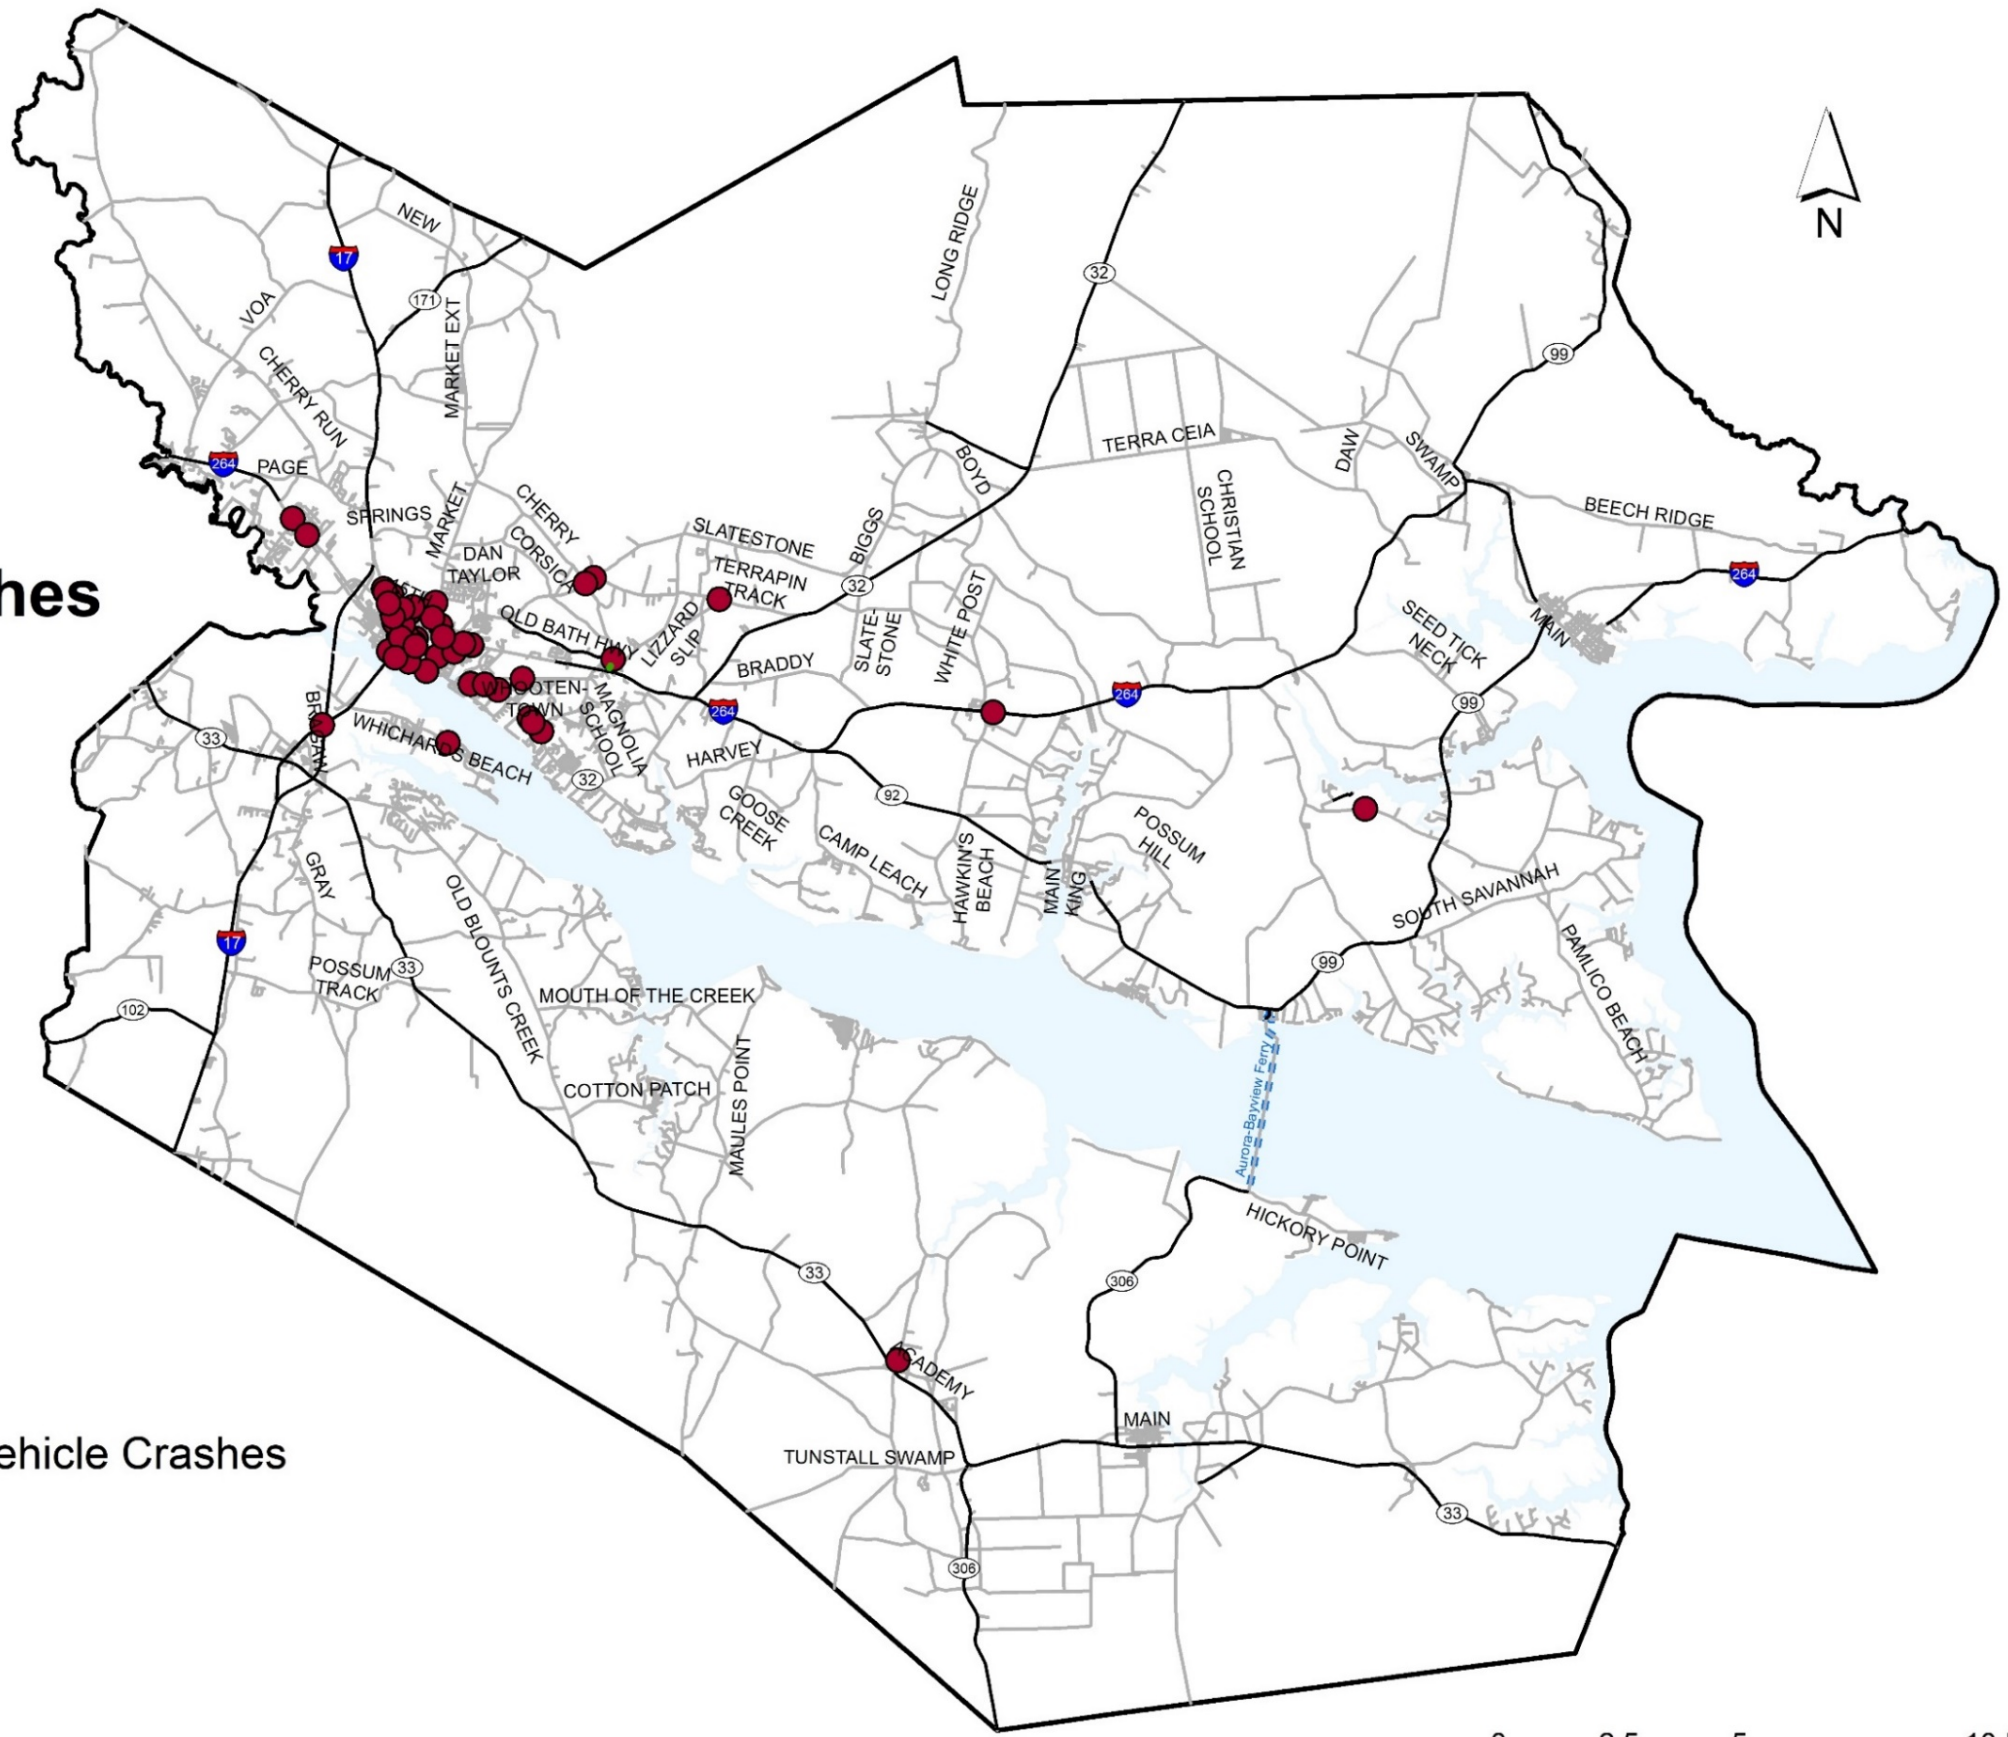 N
NEW
17
171
VOA
MARKET EXT
LONG RIDGE
32
99
CHERRY RUN
264
PAGE
TERRA CEIA
DAW
SWAMP
BOYD
CHRISTIAN
SCHOOL
BEECH RIDGE
SPRINGS
MARKET
CHERRY
CORSICA
DAN
TAYLOR
SLATESTONE
BIGGS
TERRAPIN
TRACK
32
264
hes
OLD BATH HWY
LIZZARD
SLIP
SLATE-
STONE
WHITE POST
SEED TICK
NECK
MAIN
BRADDY
WHOOTEN-
TOWN
MAGNOLIA
SCHOOL
264
264
99
33
WHICHARDS BEACH
HARVEY
32
92
GOOSE
CREEK
CAMP LEACH
HAWKIN'S
BEACH
MAIN
KING
POSSUM
HILL
GRAY
OLD BLOUNTS CREEK
SOUTH SAVANNAH
17
POSSUM
TRACK
33
99
PAMLICO BEACH
102
MOUTH OF THE CREEK
MAULES POINT
COTTON PATCH
Aurora-Bayview Ferry
HICKORY POINT
33
306
ACADEMY
MAIN
TUNSTALL SWAMP
ehicle Crashes
33
306